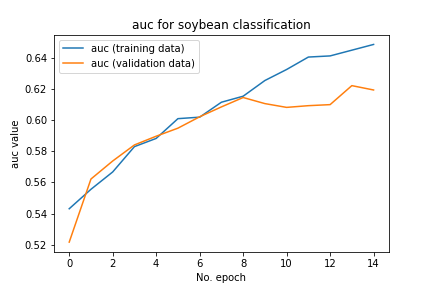 auc for soybean classification
auc (training data)
auc (validation data)
auc value
0.64
0.62
0.60
0.58
0.56
0.54
0.52
0 2 4 6 8 10 12 14
No. epoch